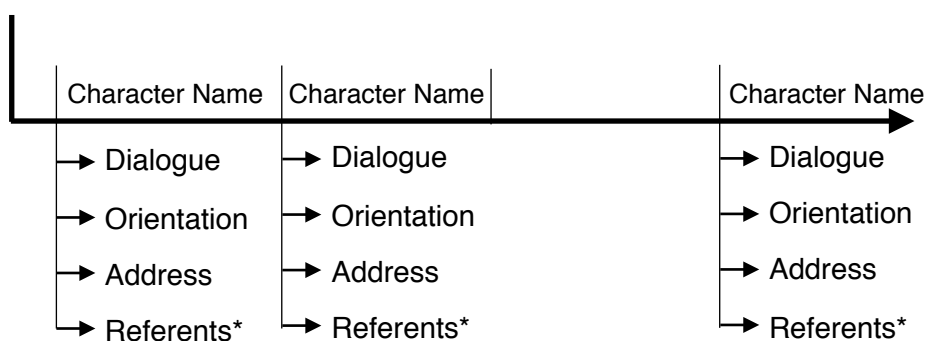 Character Name
Character Name
Character Name
Dialogue
Dialogue
Dialogue
Orientation
Orientation
Orientation
Address
Address
Address
Referents*
Referents*
Referents*